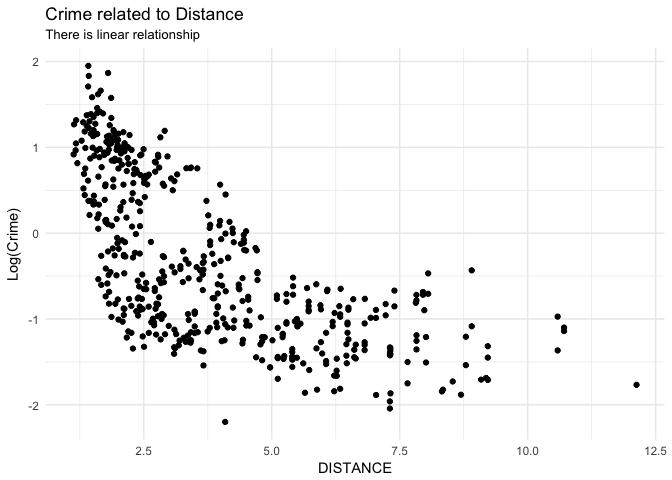 Crime related to Distance
There is linear relationship
2
1
0
-1
-2
Log(Crime)
2.5
5.0
7.5
10.0
12.5
DISTANCE